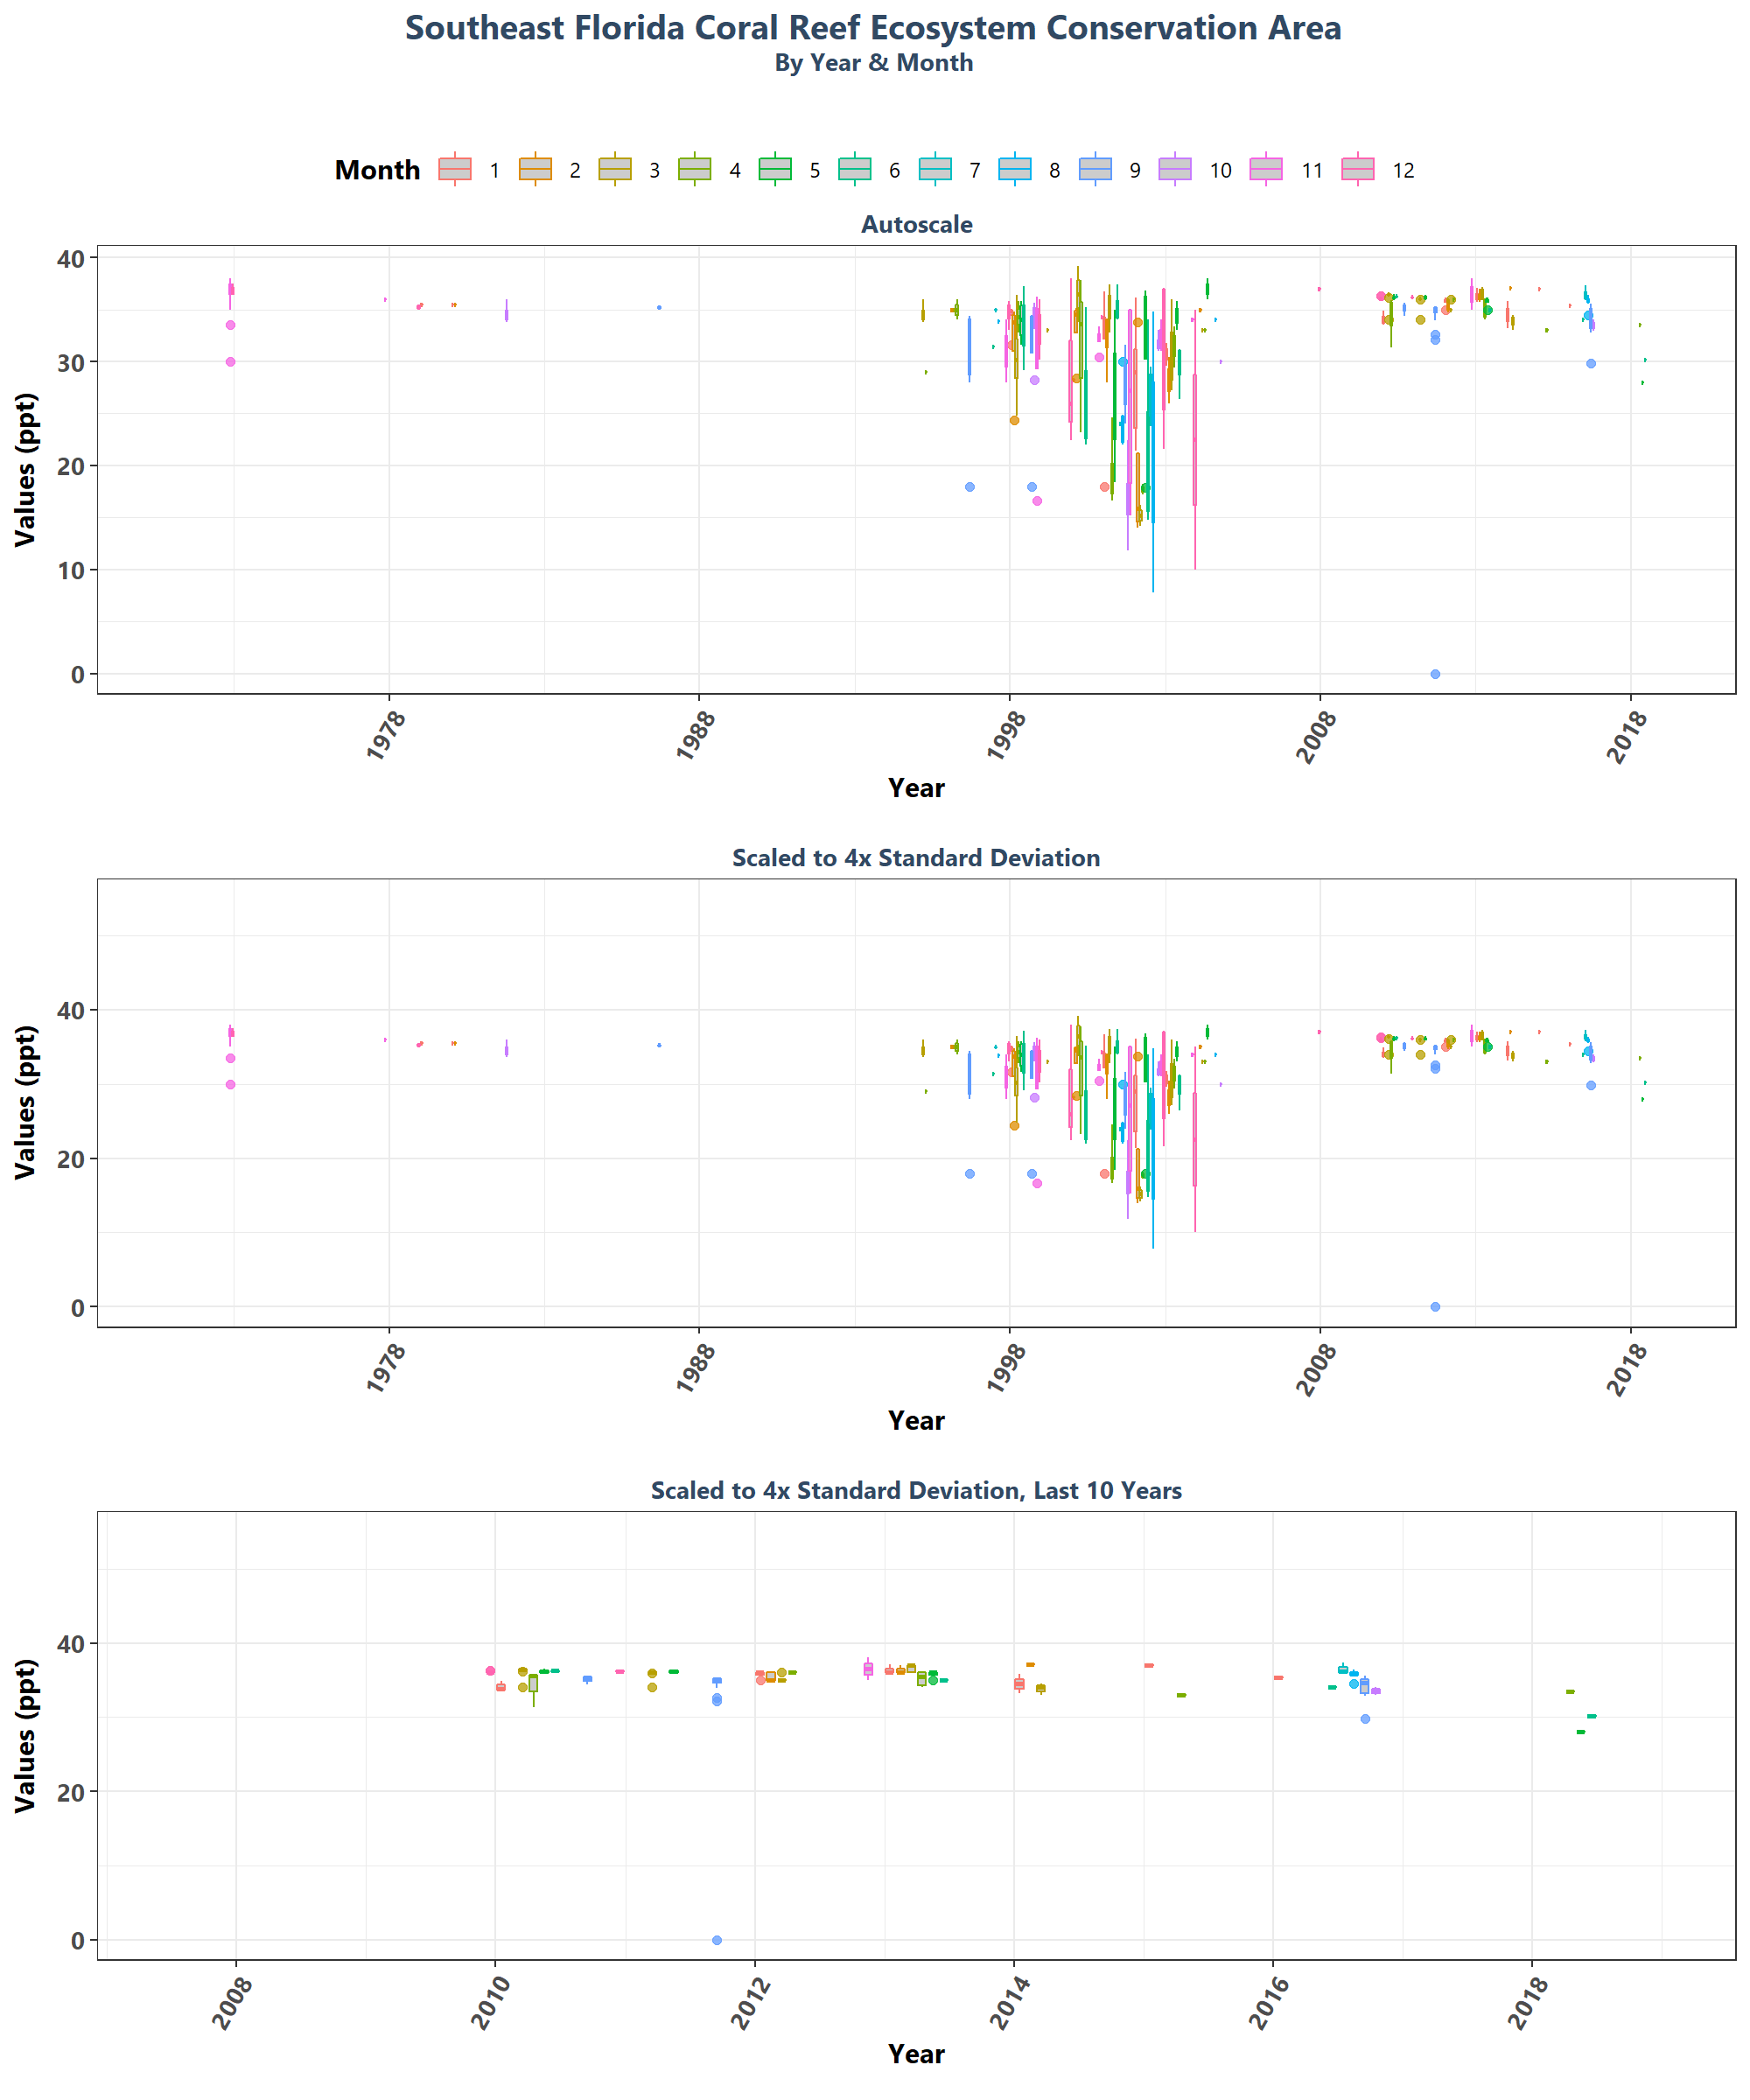 Southeast Florida Coral Reef Ecosystem Conservation Area
By Year & Month
Month 1 2 3 4 5 6 7 8 9 10 11 12
Autoscale
Values (ppt)
40
30
20
10
0
1978 1988 1998 2008 2018
Year
Scaled to 4x Standard Deviation
Values (ppt)
40
20
0
1978 1988 1998 2008 2018
Year
Scaled to 4x Standard Deviation, Last 10 Years
Values (ppt)
40
20
0
2008 2010 2012 2014 2016 2018
Year